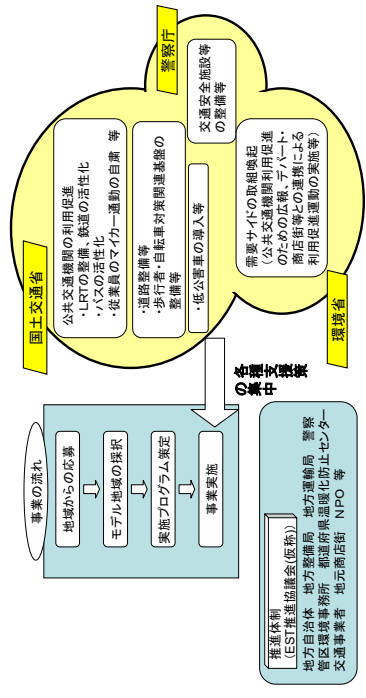 事業の流れ
地域からの応募
モデル地域の採択
実施プログラム策定
事業実施
各種支援策
の集中
国土交通省
公共交通機関の利用促進
・LRTの整備、鉄道の活性化
・バスの活性化
・従業員のマイカー通勤の自粛 等
・道路整備等
・歩行者・自転車対策関連基盤の
整備等
・低公害車の導入等
警察庁
交通安全施設等
の整備等
環境省
需要サイドの取組喚起
（公共交通機関利用促進
のための広報、デパート・
商店街等との連携による
利用促進運動の実施等）
推進体制
（EST推進協議会(仮称)）
地方自治体 地方整備局 地方運輸局 警察
管区環境事務所 都道府県温暖化防止センター
交通事業者 地元商店街 NPO 等